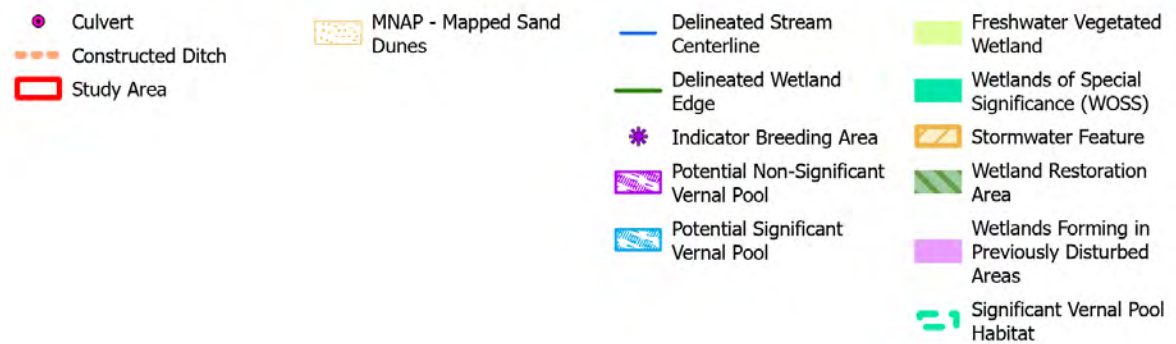 Culvert
Constructed Ditch
Study Area
MNAP - Mapped Sand
Dunes
Delineated Stream
Centerline
Delineated Wetland
Edge
Indicator Breeding Area
Potential Non-Significant
Vernal Pool
Potential Significant
Vernal Pool
Freshwater Vegetated
Wetland
Wetlands of Special
Significance (WOSS)
Stormwater Feature
Wetland Restoration
Area
Wetlands Forming in
Previously Disturbed
Areas
Significant Vernal Pool
Habitat